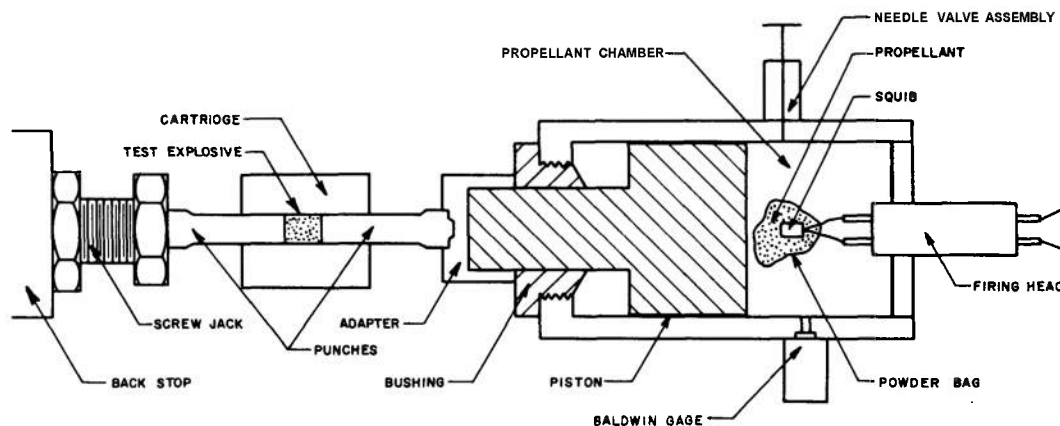 NEEDLE VALVE ASSEMBLY
PROPELLANT CHAMBER
PROPELLANT
SQUIB
CARTRIOGE
TEST EXPLOSIVE
FIRING HEAD
SCREW JACK
ADAPTER
PUNCHES
BACK STOP
BUSHING
PISTON
POWDER BAG
BALDWIN GAGE